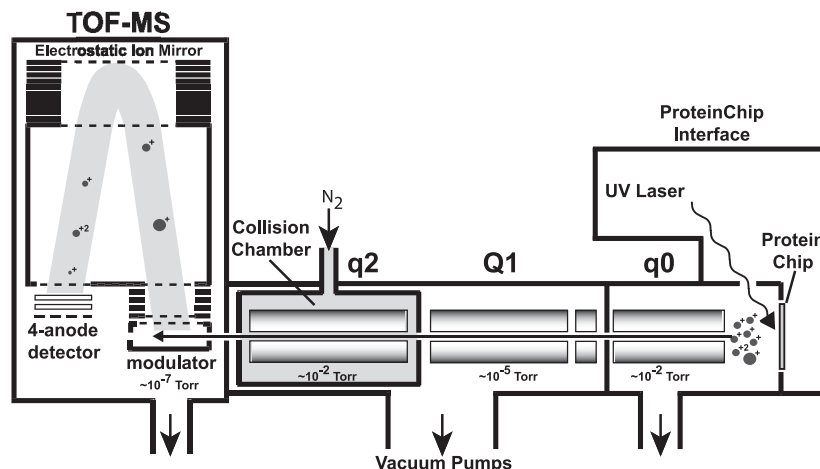 TOF-MS
Electrostatic Ion Mirror
ProteinChip
Interface
UV Laser
N2
Collision
Chamber
q2
Q1
q0
Protein
Chip
+
+
+
+2
+
4-anode
detector
modulator
~10-7 Torr
~10-2 Torr
~10-5 Torr
~10-2 Torr
+
+
+
+
+2
+
Vacuum Pumps